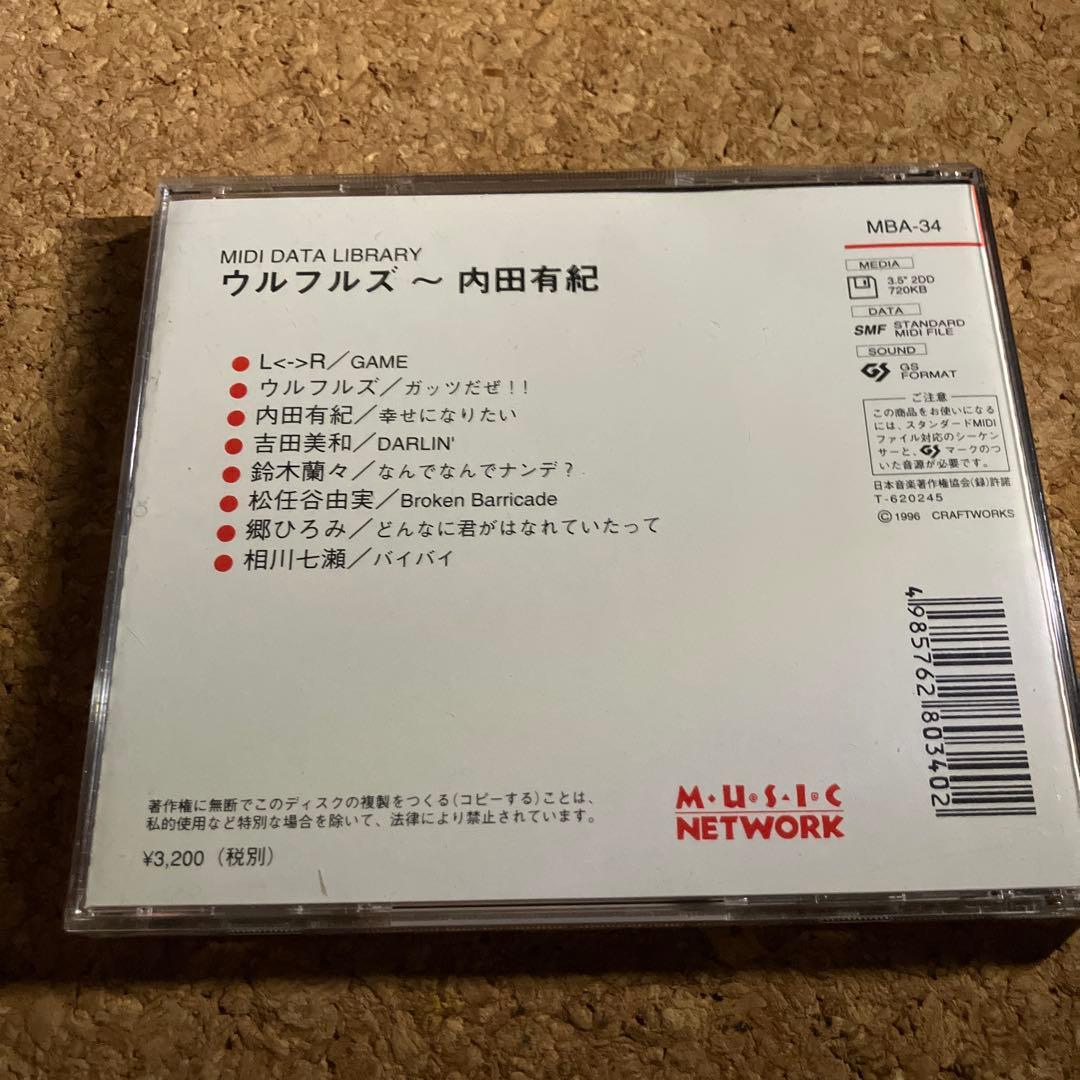 MIDI DATA LIBRARY
ウルフルズ ～ 内田有紀
● L<->R／GAME
● ウルフルズ／ガッツだぜ！！
● 内田有紀／幸せになりたい
● 吉田美和／DARLIN'
● 鈴木蘭々／なんでなんでナンデ？
● 松任谷由実／Broken Barricade
● 郷ひろみ／どんなに君がはなれていたって
● 相川七瀬／バイバイ
MBA-34
MEDIA
3.5" 2DD
720KB
DATA
SMF STANDARD
MIDI FILE
SOUND
GS GS
FORMAT
ご注意
この商品をお使いになる
には、スタンダードMIDI
ファイル対応のシーケン
サーと、GSマークのつ
いた音源が必要です。
日本音楽著作権協会(録)許諾
T-620245
©1996 CRAFTWORKS
4985762803402
著作権に無断でこのディスクの複製をつくる(コピーする)ことは、
私的使用など特別な場合を除いて、法律により禁止されています。
¥3,200（税別）
M・U・S・I・C
NETWORK